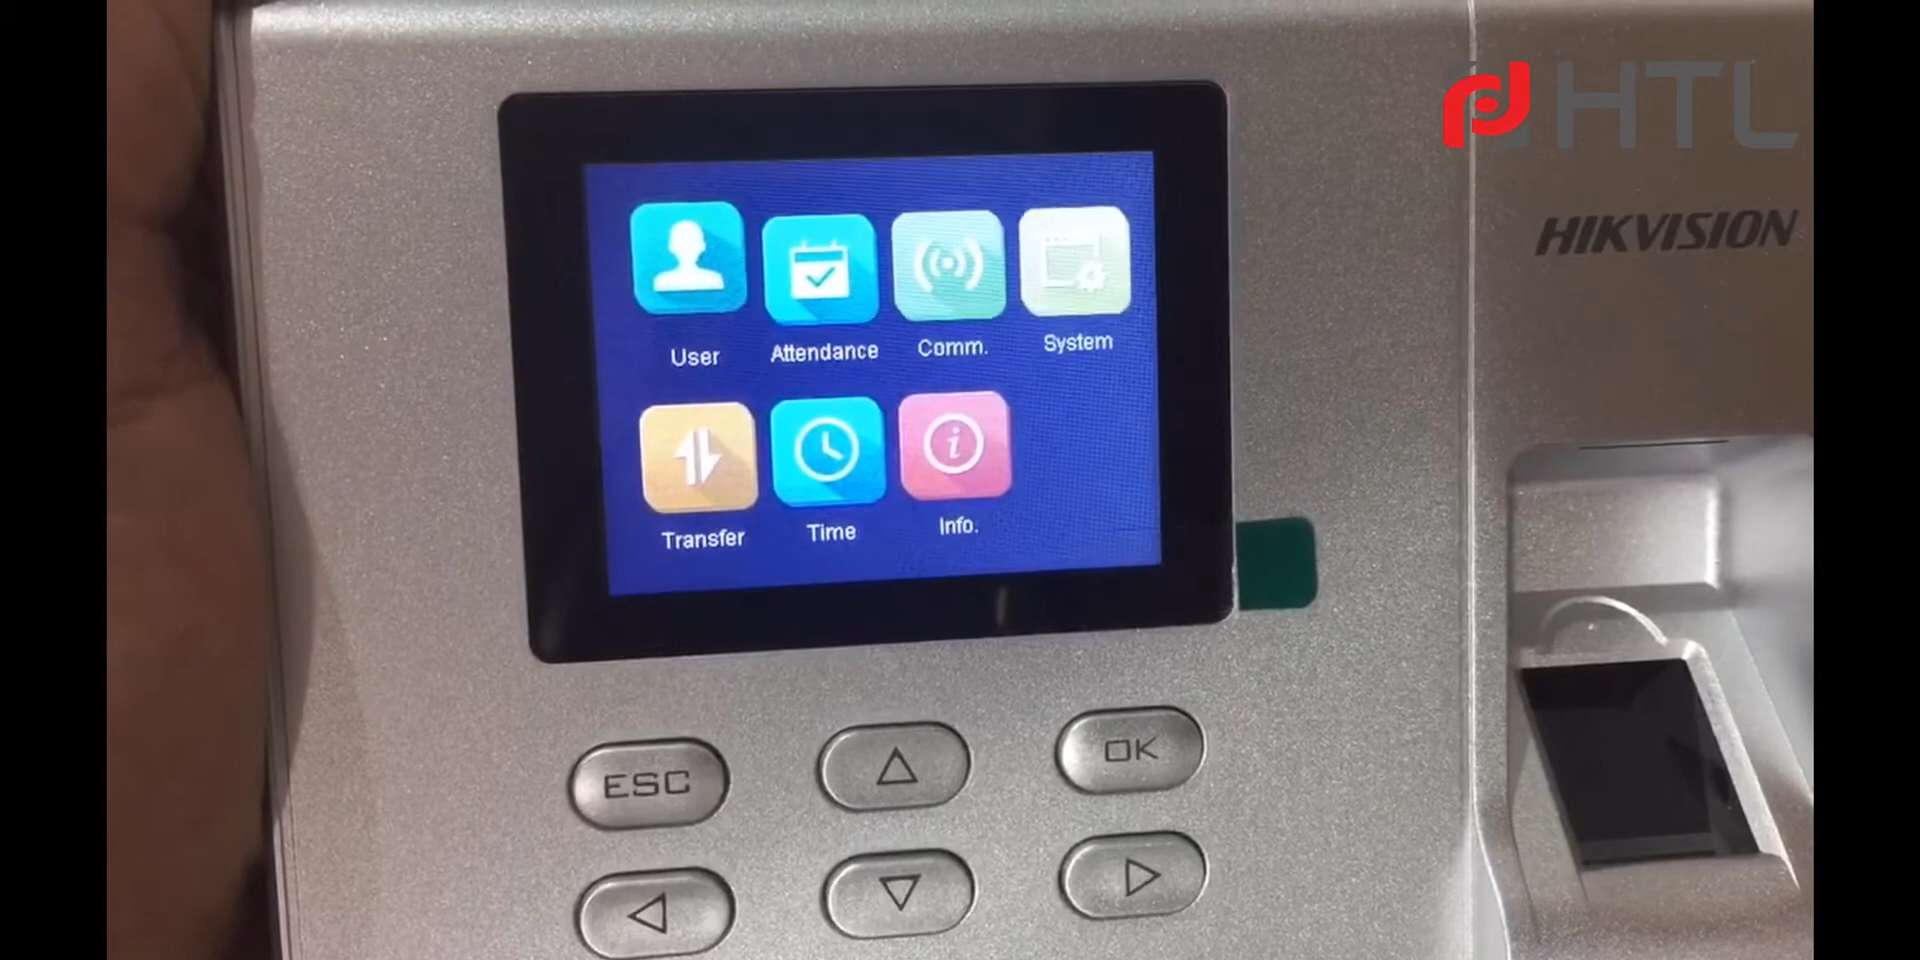 HTL
HIKVISION
User Attendance Comm. System
Transfer Time Info.
ESC OK